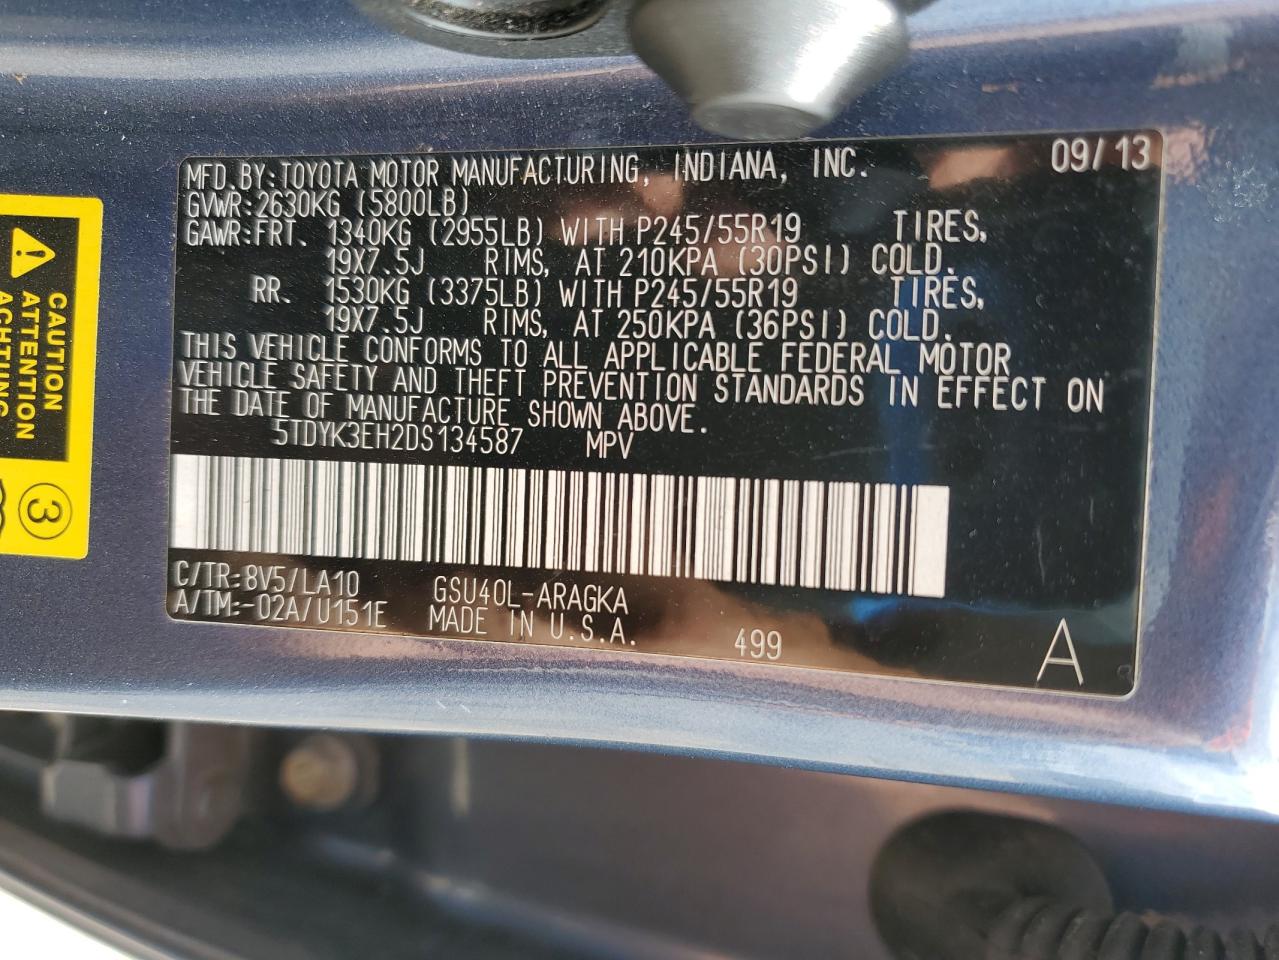 MFD.BY:TOYOTA MOTOR MANUFACTURING, INDIANA, INC. 09/13
GVWR:2630KG (5800LB)
GAWR:FRT. 1340KG (2955LB) WITH P245/55R19 TIRES,
19X7.5J RIMS, AT 210KPA (30PSI) COLD.
RR. 1530KG (3375LB) WITH P245/55R19 TIRES,
19X7.5J RIMS, AT 250KPA (36PSI) COLD.
THIS VEHICLE CONFORMS TO ALL APPLICABLE FEDERAL MOTOR
VEHICLE SAFETY AND THEFT PREVENTION STANDARDS IN EFFECT ON
THE DATE OF MANUFACTURE SHOWN ABOVE.
5TDYK3EH2DS134587 MPV
C/TR:8V5/LA10 GSU40L-ARAGKA
A/TM:-02A/U151E MADE IN U.S.A. 499 A
CAUTION
ATTENTION
ACHTUNG
3